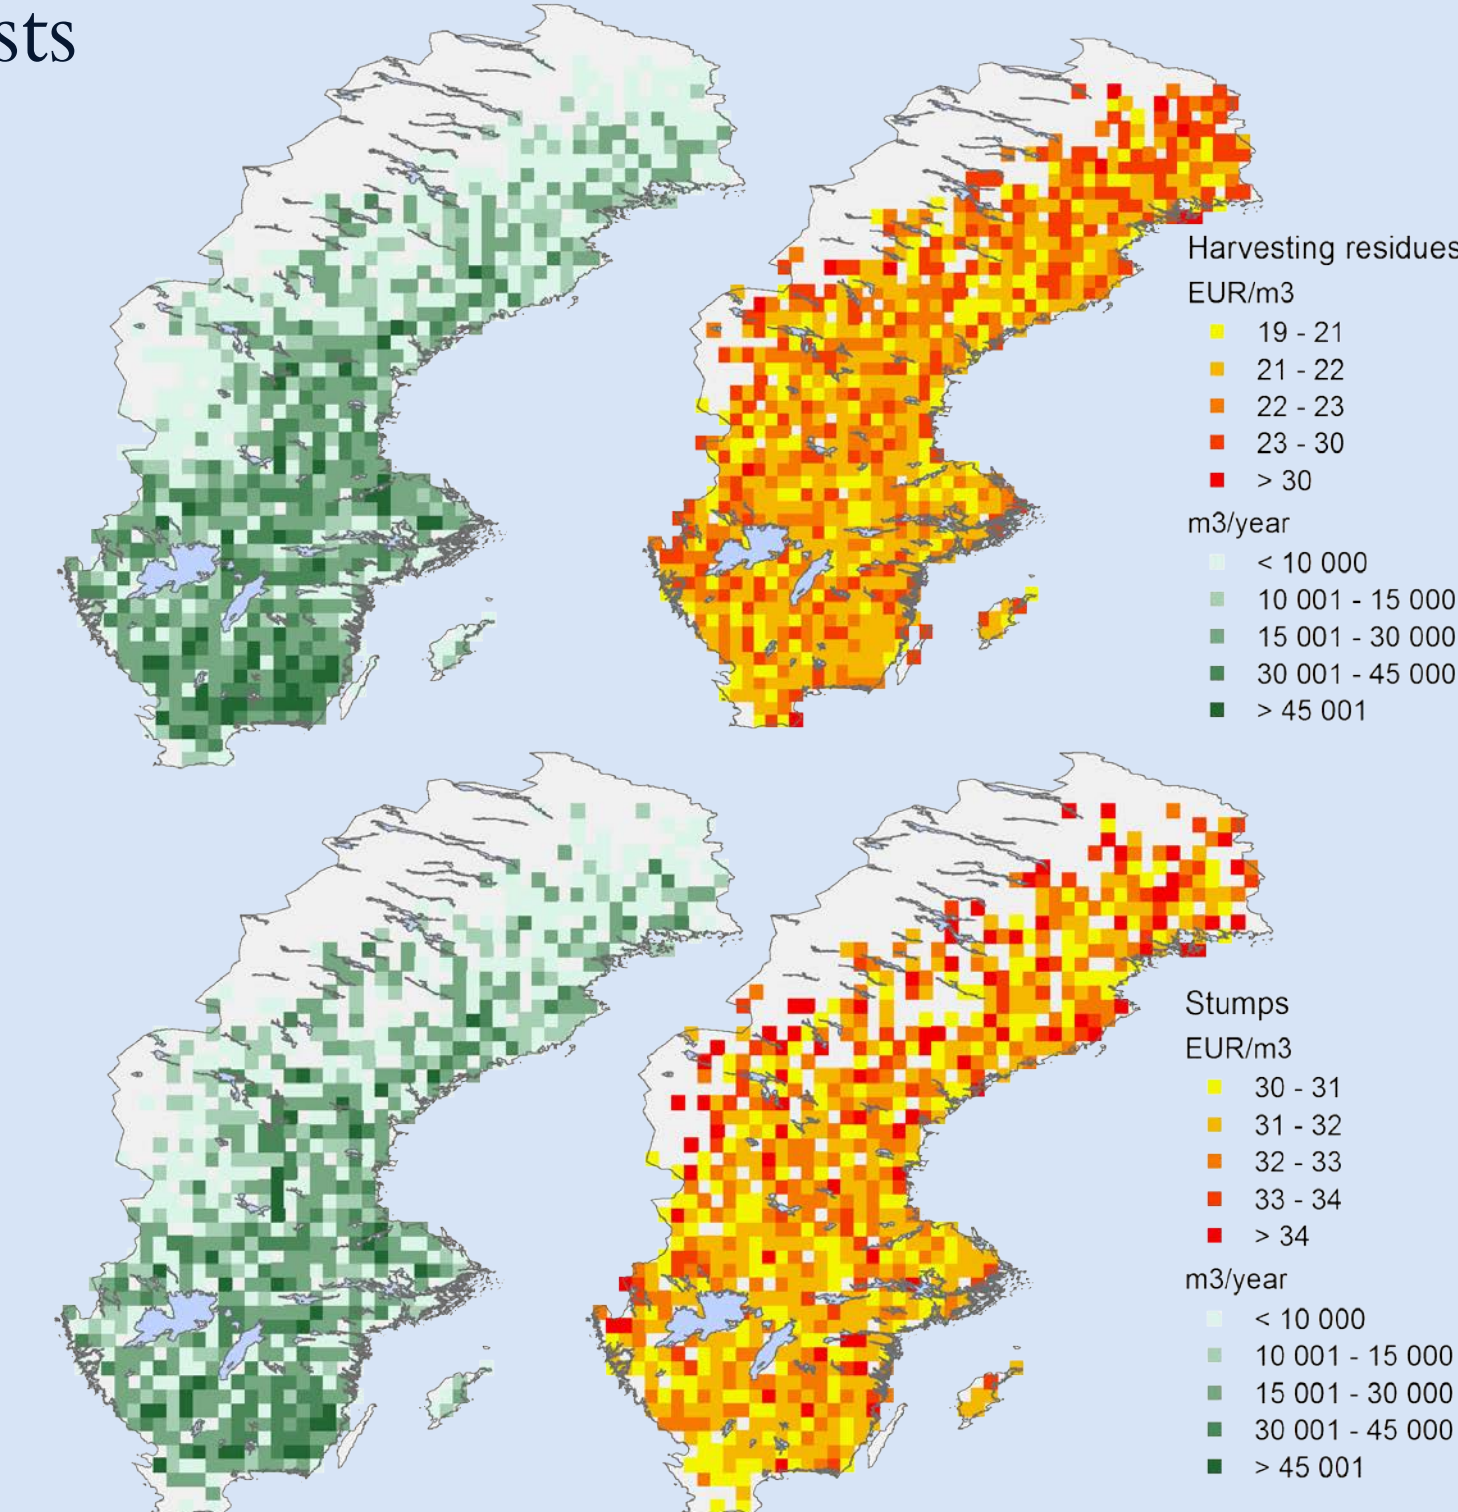 sts
Harvesting residues
EUR/m3
19 - 21
21 - 22
22 - 23
23 - 30
> 30
m3/year
< 10 000
10 001 - 15 000
15 001 - 30 000
30 001 - 45 000
> 45 001
Stumps
EUR/m3
30 - 31
31 - 32
32 - 33
33 - 34
> 34
m3/year
< 10 000
10 001 - 15 000
15 001 - 30 000
30 001 - 45 000
> 45 001